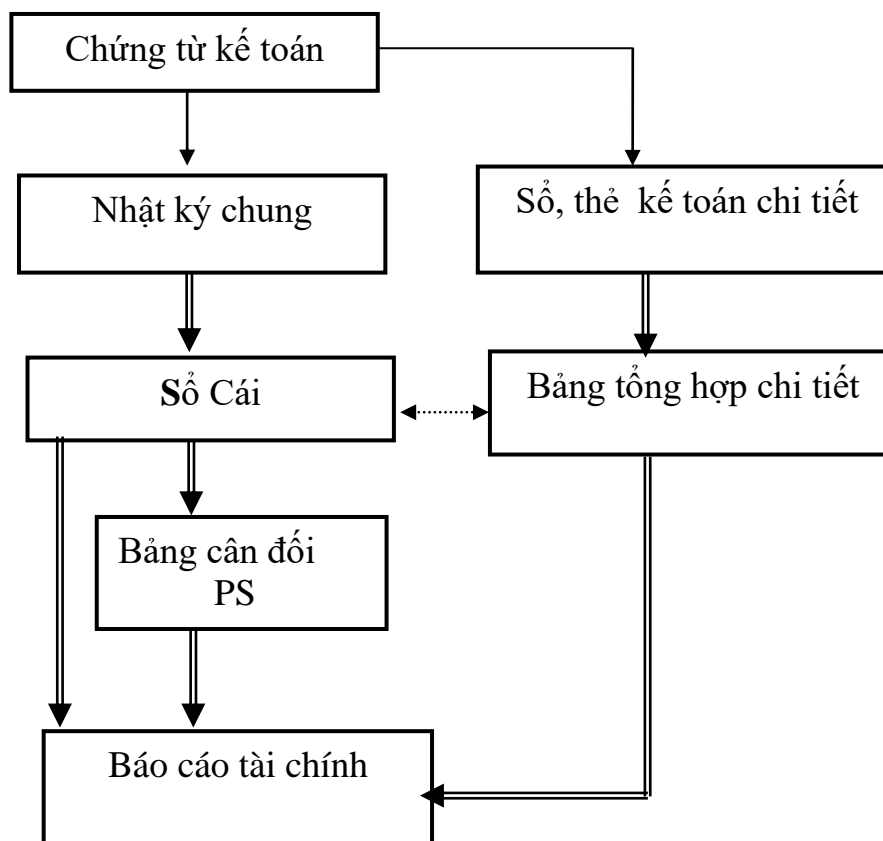 Chứng từ kế toán
Nhật ký chung
Sổ, thẻ kế toán chi tiết
Sổ Cái
Bảng tổng hợp chi tiết
Bảng cân đối
PS
Báo cáo tài chính